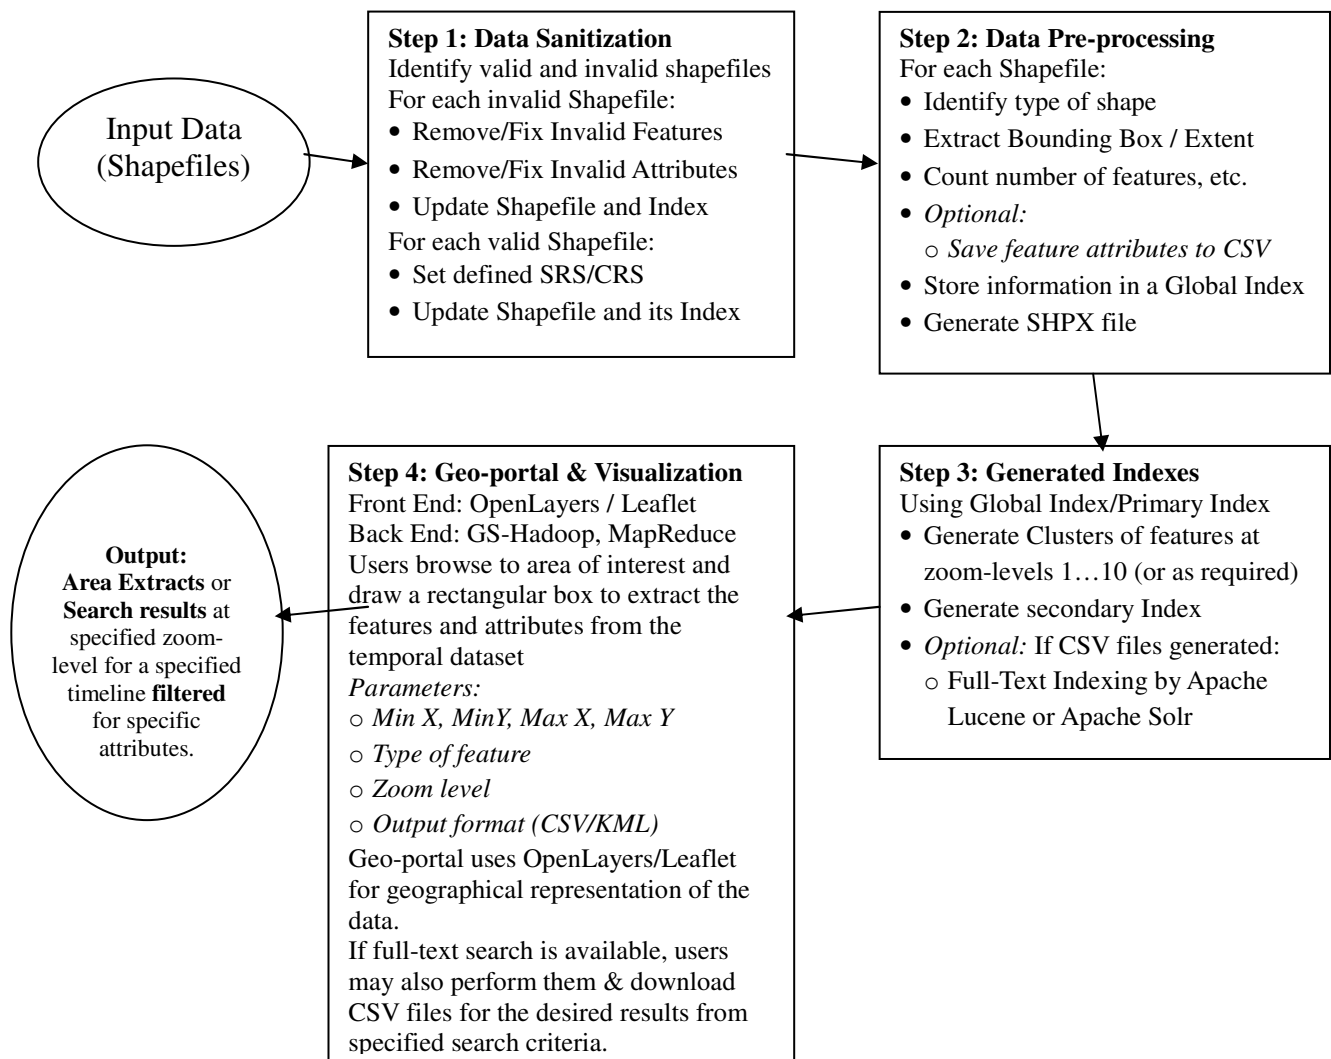 Input Data
(Shapefiles)
Step 1: Data Sanitization
Identify valid and invalid shapefiles
For each invalid Shapefile:
• Remove/Fix Invalid Features
• Remove/Fix Invalid Attributes
• Update Shapefile and Index
For each valid Shapefile:
• Set defined SRS/CRS
• Update Shapefile and its Index
Step 2: Data Pre-processing
For each Shapefile:
• Identify type of shape
• Extract Bounding Box / Extent
• Count number of features, etc.
• Optional:
○ Save feature attributes to CSV
• Store information in a Global Index
• Generate SHPX file
Step 3: Generated Indexes
Using Global Index/Primary Index
• Generate Clusters of features at
zoom-levels 1…10 (or as required)
• Generate secondary Index
• Optional: If CSV files generated:
○ Full-Text Indexing by Apache
Lucene or Apache Solr
Step 4: Geo-portal & Visualization
Front End: OpenLayers / Leaflet
Back End: GS-Hadoop, MapReduce
Users browse to area of interest and
draw a rectangular box to extract the
features and attributes from the
temporal dataset
Parameters:
○ Min X, MinY, Max X, Max Y
○ Type of feature
○ Zoom level
○ Output format (CSV/KML)
Geo-portal uses OpenLayers/Leaflet
for geographical representation of the
data.
If full-text search is available, users
may also perform them & download
CSV files for the desired results from
specified search criteria.
Output:
Area Extracts or
Search results at
specified zoom-
level for a specified
timeline filtered
for specific
attributes.